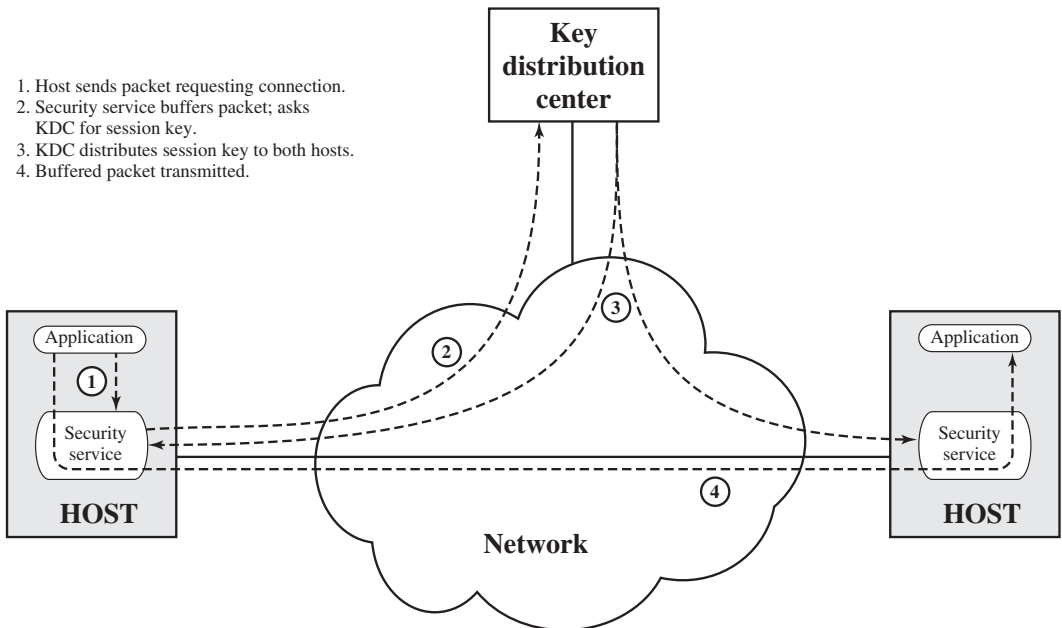 Key
distribution
center
1. Host sends packet requesting connection.
2. Security service buffers packet; asks
KDC for session key.
3. KDC distributes session key to both hosts.
4. Buffered packet transmitted.
3
2
Application
1
Security
service
HOST
Application
Security
service
HOST
4
Network